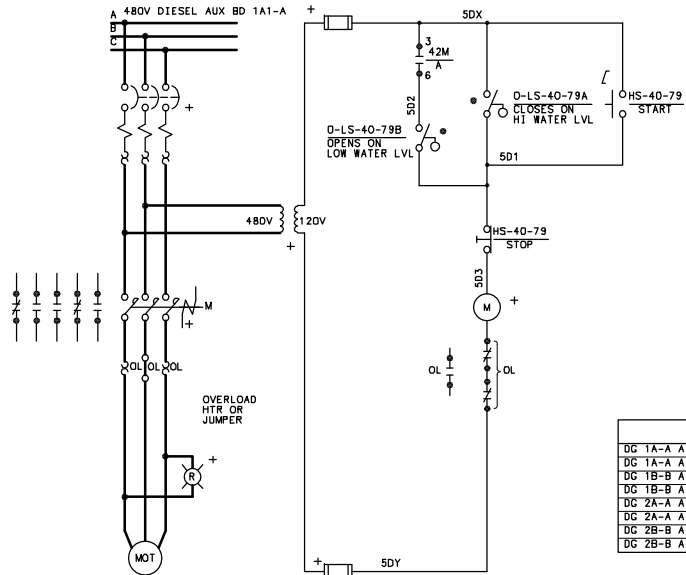 A 480V DIESEL AUX BD 1A1-A
B
C
+
5DX
3
42M
A
6
5D2
O-LS-40-79A
CLOSES ON
HI WATER LVL
HS-40-79
START
O-LS-40-79B
OPENS ON
LOW WATER LVL
5D1
+
480V
120V
+
HS-40-79
STOP
5D3
M
+
M
+
OL
OL
OL
OL
OL
OVERLOAD
HTR OR
JUMPER
+
R
MOT
+
5DY
DG 1A-A A
DG 1A-A A
DG 1B-B A
DG 1B-B A
DG 2A-A A
DG 2A-A A
DG 2B-B A
DG 2B-B A